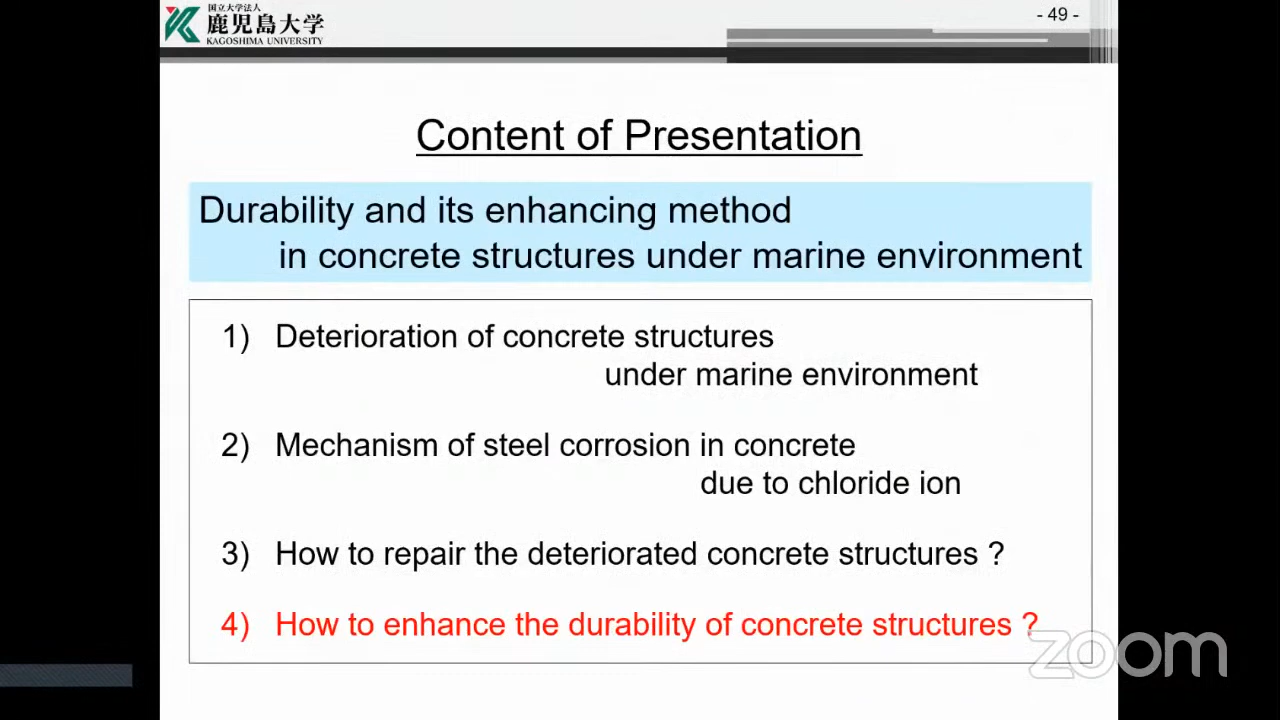 国立大学法人
鹿児島大学
KAGOSHIMA UNIVERSITY
- 49 -
Content of Presentation
Durability and its enhancing method
in concrete structures under marine environment
1) Deterioration of concrete structures
under marine environment
2) Mechanism of steel corrosion in concrete
due to chloride ion
3) How to repair the deteriorated concrete structures ?
4) How to enhance the durability of concrete structures ?
zoom